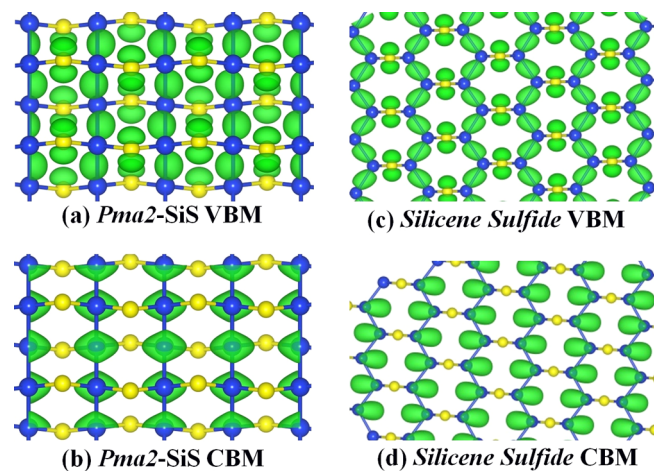 (a) Pma2-SiS VBM
(c) Silicene Sulfide VBM
(b) Pma2-SiS CBM
(d) Silicene Sulfide CBM